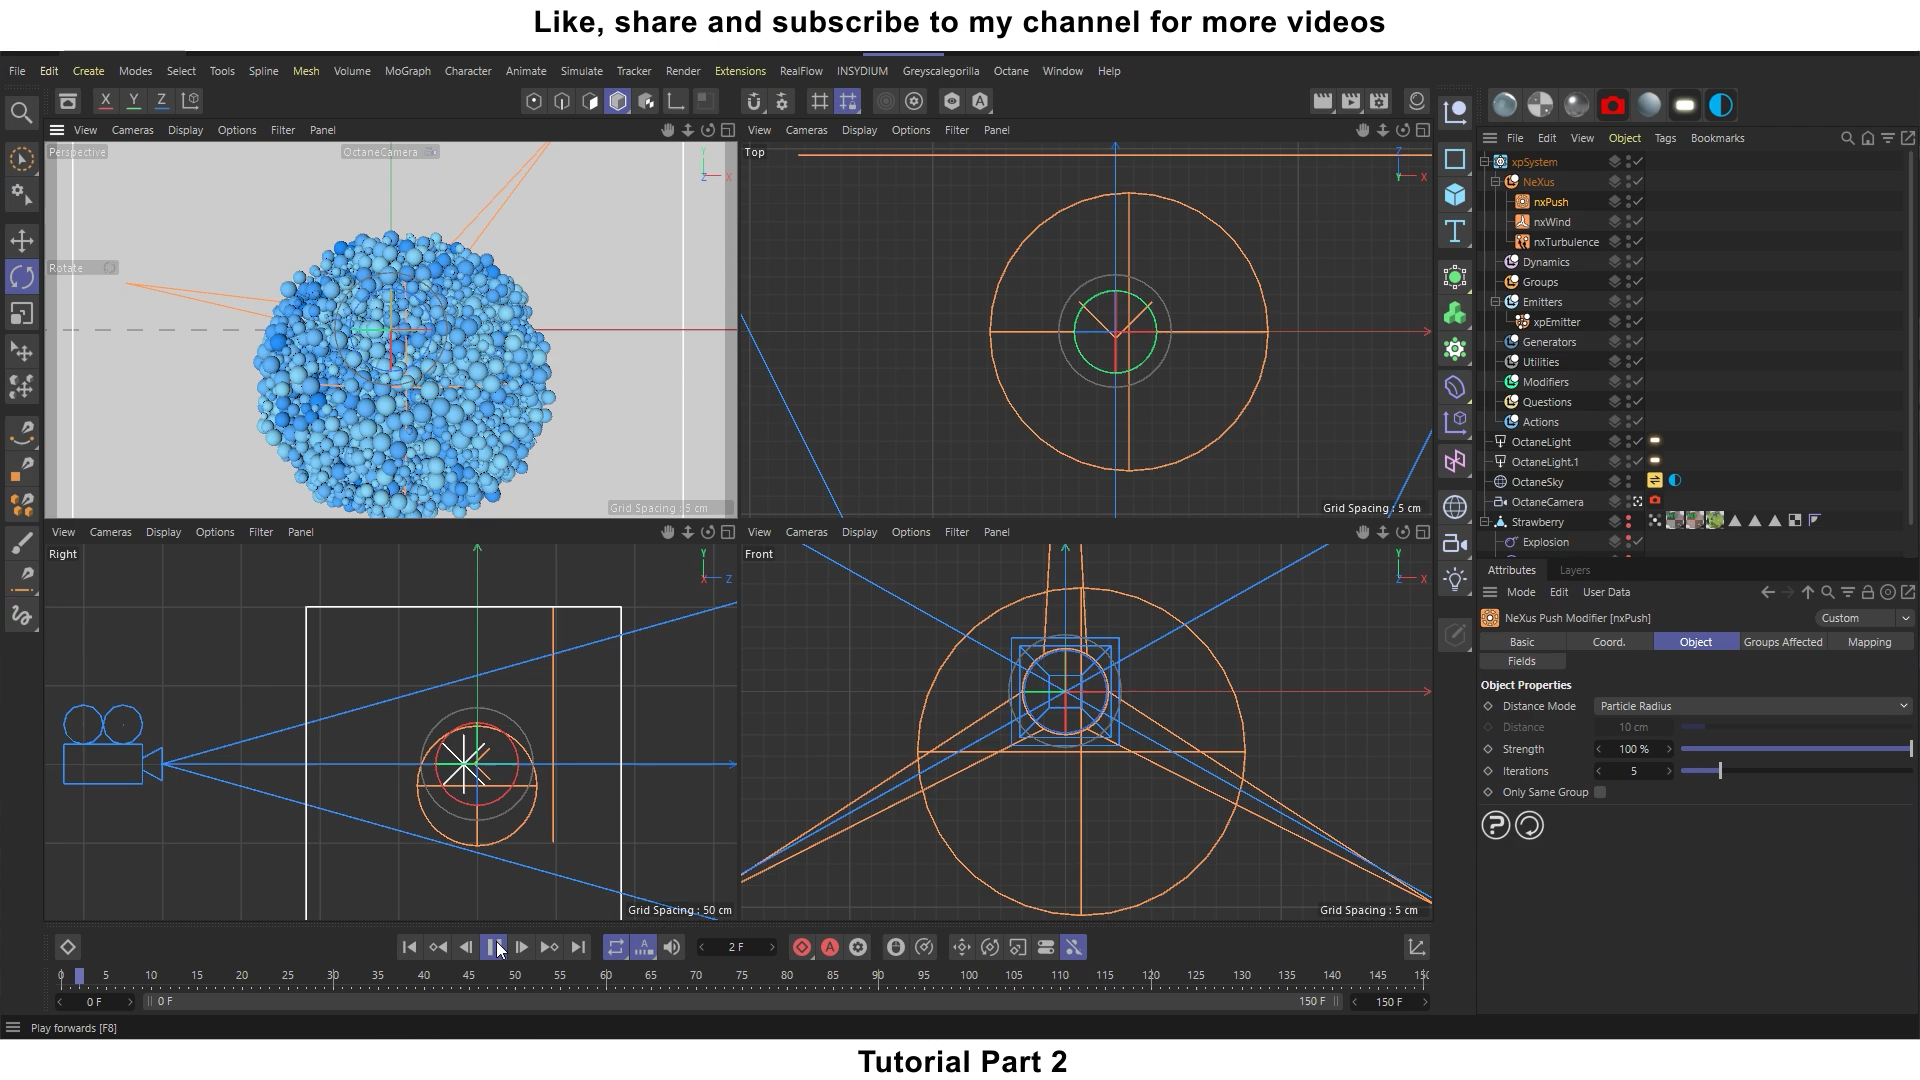 Like, share and subscribe to my channel for more videos
File Edit Create Modes Select Tools Spline Mesh Volume MoGraph Character Animate Simulate Tracker Render Extensions RealFlow INSYDIUM Greyscalegorilla Octane Window Help
X Y Z
View Cameras Display Options Filter Panel
View Cameras Display Options Filter Panel
File Edit View Object Tags Bookmarks
Perspective
OctaneCamera
Y
Z X
Rotate
Grid Spacing : 5 cm
Top
Z
Y X
Grid Spacing : 5 cm
xpSystem
NeXus
nxPush
nxWind
nxTurbulence
Dynamics
Groups
Emitters
xpEmitter
Generators
Utilities
Modifiers
Questions
Actions
OctaneLight
OctaneLight.1
OctaneSky
OctaneCamera
Strawberry
Explosion
View Cameras Display Options Filter Panel
View Cameras Display Options Filter Panel
Right
Y
X Z
Grid Spacing : 50 cm
Front
Y
Z X
Grid Spacing : 5 cm
Attributes Layers
Mode Edit User Data
NeXus Push Modifier [nxPush]
Custom
Basic Coord. Object Groups Affected Mapping
Fields
Object Properties
Distance Mode Particle Radius
Distance 10 cm
Strength 100 %
Iterations 5
Only Same Group
2 F
0 5 10 15 20 25 30 35 40 45 50 55 60 65 70 75 80 85 90 95 100 105 110 115 120 125 130 135 140 145 15
0 F 0 F 150 F 150 F
Play forwards [F8]
Tutorial Part 2